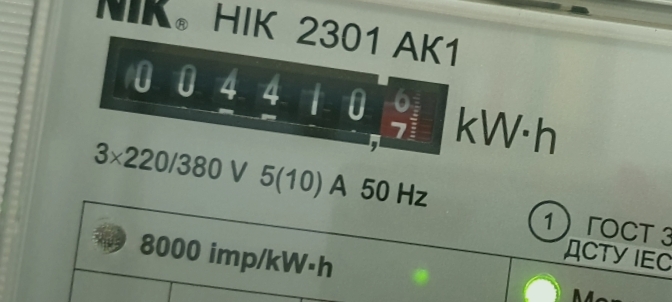 NIK® НІК 2301 АК1
0 0 4 4 1 0 , 6 7 kW·h
3×220/380 V 5(10) A 50 Hz
1 ГОСТ
ДСТУ IEC
8000 imp/kW·h